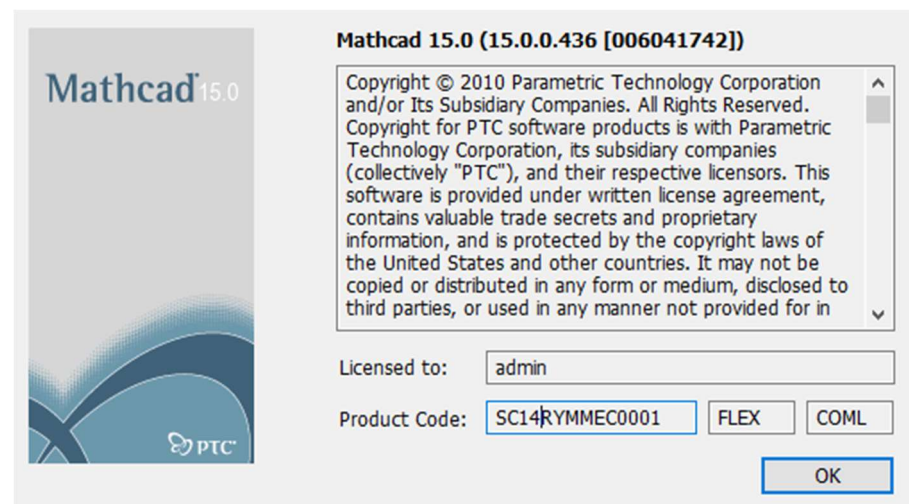 Mathcad 15.0 (15.0.0.436 [006041742])
Mathcad 15.0
Copyright © 2010 Parametric Technology Corporation
and/or Its Subsidiary Companies. All Rights Reserved.
Copyright for PTC software products is with Parametric
Technology Corporation, its subsidiary companies
(collectively "PTC"), and their respective licensors. This
software is provided under written license agreement,
contains valuable trade secrets and proprietary
information, and is protected by the copyright laws of
the United States and other countries. It may not be
copied or distributed in any form or medium, disclosed to
third parties, or used in any manner not provided for in
Licensed to: admin
Product Code: SC14RYMMEC0001 FLEX COML
PTC
OK